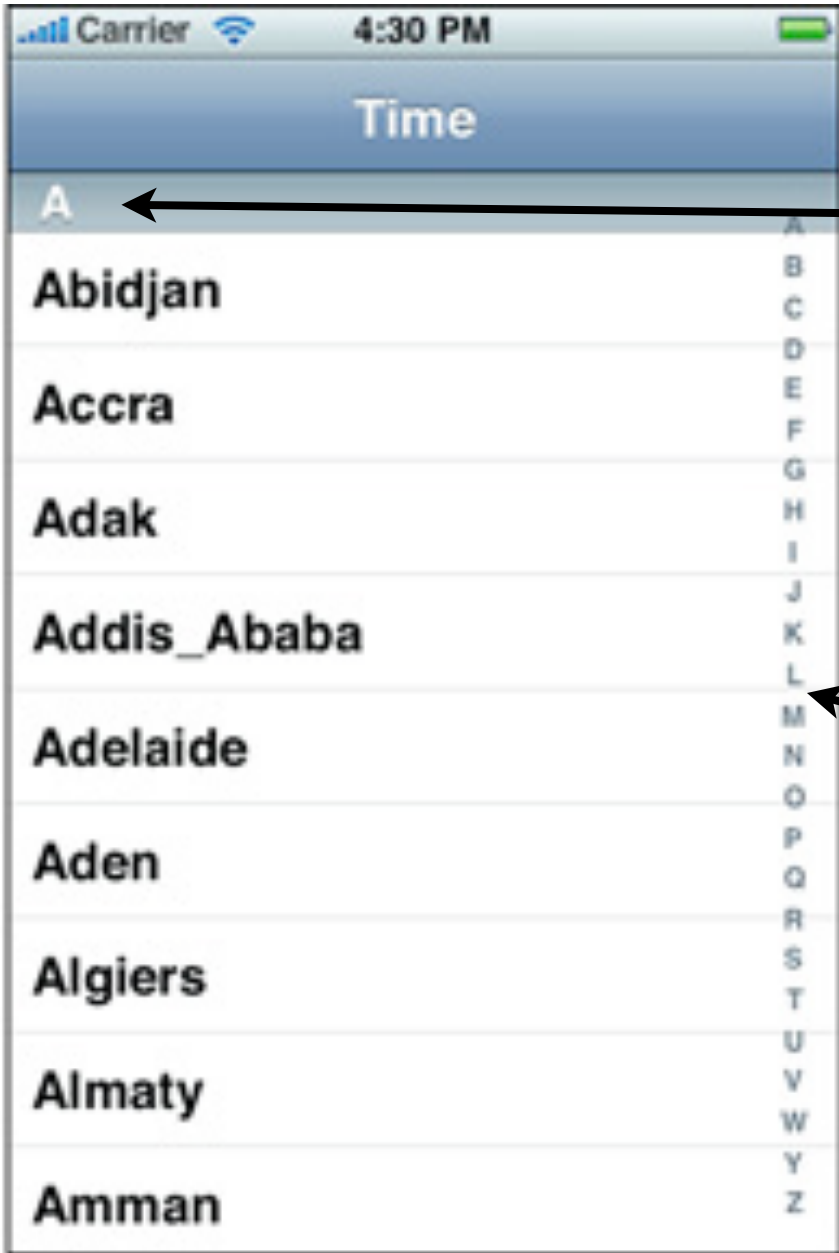 Carrier 4:30 PM
Time
A
Abidjan
Accra
Adak
Addis_Ababa
Adelaide
Aden
Algiers
Almaty
Amman
A
B
C
D
E
F
G
H
I
J
K
L
M
N
O
P
Q
R
S
T
U
V
W
Y
Z